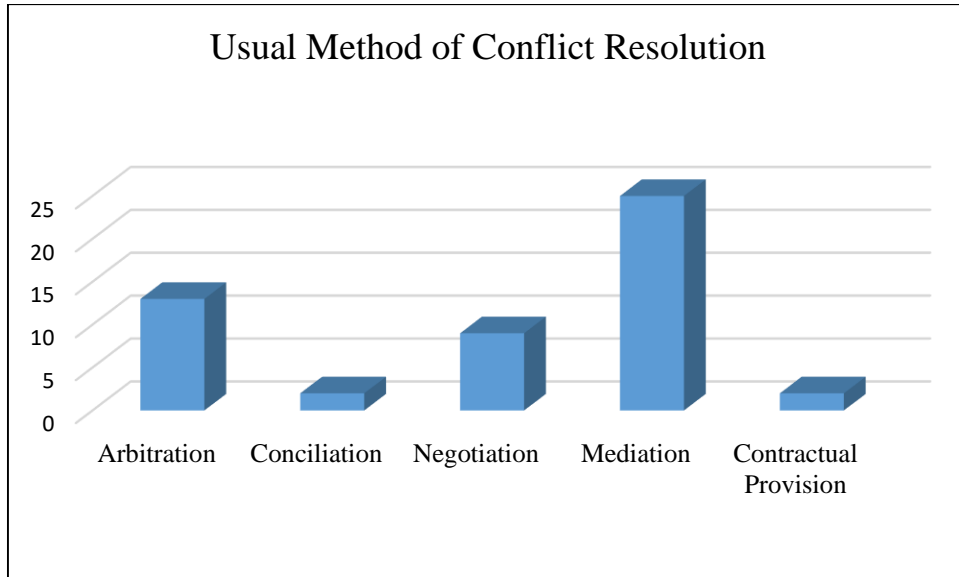 Usual Method of Conflict Resolution
25
20
15
10
5
0
Arbitration Conciliation Negotiation Mediation Contractual
Provision